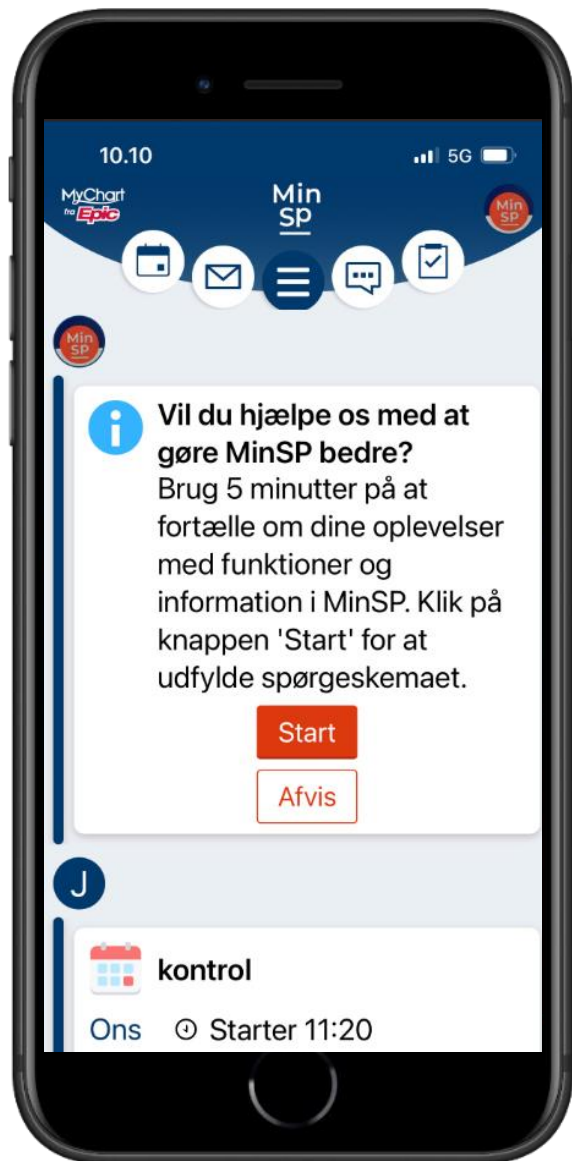 10.10
5G
MyChart
fra Epic
Min
SP
Min
SP
Min
SP
Vil du hjælpe os med at
gøre MinSP bedre?
Brug 5 minutter på at
fortælle om dine oplevelser
med funktioner og
information i MinSP. Klik på
knappen 'Start' for at
udfylde spørgeskemaet.
Start
Afvis
J
kontrol
Ons
Starter 11:20